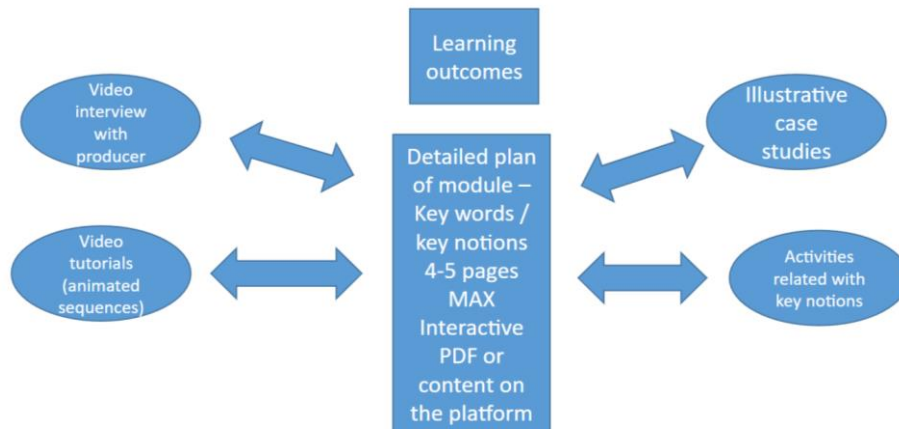 Learning
outcomes
Video
interview
with
producer
Illustrative
case
studies
Detailed plan
of module –
Key words /
key notions
4-5 pages
MAX
Interactive
PDF or
content on
the platform
Video
tutorials
(animated
sequences)
Activities
related with
key notions